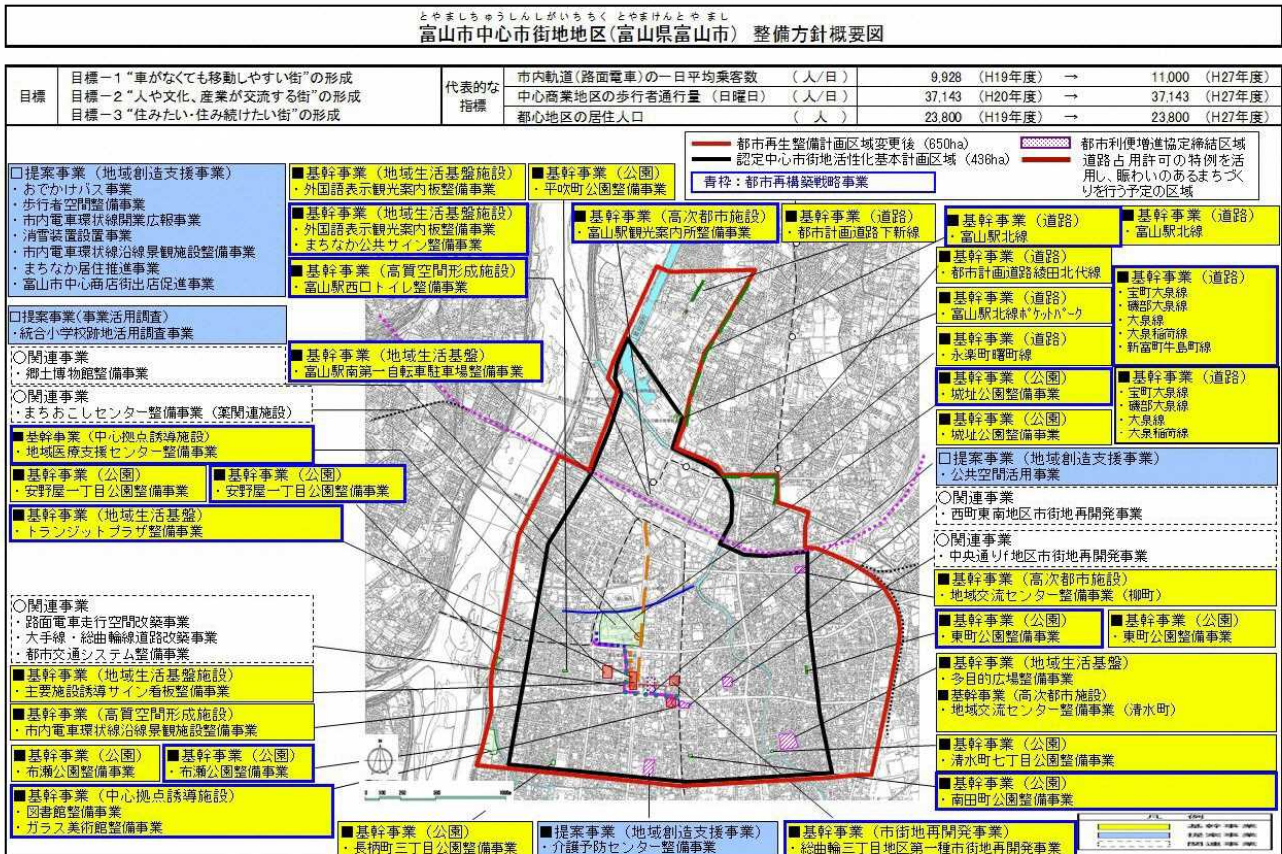 とやましちゅうしんしがいちちく とやまけんとやまし
富山市中心市街地地区(富山県富山市) 整備方針概要図
目標
目標-1 “車がなくても移動しやすい街”の形成
目標-2 “人や文化、産業が交流する街”の形成
目標-3 “住みたい・住み続けたい街”の形成
代表的な
指標
市内軌道(路面電車)の一日平均乗客数 (人/日) 9,928 (H19年度) → 11,000 (H27年度)
中心商業地区の歩行者通行量 (日曜日) (人/日) 37,143 (H20年度) → 37,143 (H27年度)
都心地区の居住人口 (人) 23,800 (H19年度) → 23,800 (H27年度)
都市再生整備計画区域変更後 (650ha)
認定中心市街地活性化基本計画区域 (436ha)
青枠:都市再構築戦略事業
都市利便増進協定締結区域
道路占用許可の特例を活
用し、賑わいのあるまちづく
りを行う予定の区域
□提案事業(地域創造支援事業)
・おでかけバス事業
・歩行者空間整備事業
・市内電車環状線開業広報事業
・消雪装置設置事業
・市内電車環状線沿線景観施設整備事業
・まちなか居住推進事業
・富山市中心商店街出店促進事業
□提案事業(事業活用調査)
・統合小学校跡地活用調査事業
○関連事業
・郷土博物館整備事業
○関連事業
・まちおこしセンター整備事業(薬関連施設)
■基幹事業(中心拠点誘導施設)
・地域医療支援センター整備事業
■基幹事業(公園)
・安野屋一丁目公園整備事業
■基幹事業(公園)
・安野屋一丁目公園整備事業
■基幹事業(地域生活基盤)
・トランジットプラザ整備事業
○関連事業
・路面電車走行空間改築事業
・大手線・総曲輪線道路改築事業
・都市交通システム整備事業
■基幹事業(地域生活基盤施設)
・主要施設誘導サイン看板整備事業
■基幹事業(高質空間形成施設)
・市内電車環状線沿線景観施設整備事業
■基幹事業(公園)
・布瀬公園整備事業
■基幹事業(公園)
・布瀬公園整備事業
■基幹事業(中心拠点誘導施設)
・図書館整備事業
・ガラス美術館整備事業
■基幹事業(地域生活基盤施設)
・外国語表示観光案内板整備事業
■基幹事業(地域生活基盤施設)
・外国語表示観光案内板整備事業
・まちなか公共サイン整備事業
■基幹事業(高質空間形成施設)
・富山駅西口トイレ整備事業
■基幹事業(地域生活基盤)
・富山駅南第一自転車駐車場整備事業
■基幹事業(公園)
・平吹町公園整備事業
■基幹事業(高次都市施設)
・富山駅観光案内所整備事業
■基幹事業(道路)
・都市計画道路下新線
■基幹事業(道路)
・富山駅北線
■基幹事業(道路)
・富山駅北線
■基幹事業(道路)
・都市計画道路綾田北代線
■基幹事業(道路)
・富山駅北線ポケットパーク
■基幹事業(道路)
・永楽町曙町線
■基幹事業(公園)
・城址公園整備事業
■基幹事業(公園)
・城址公園整備事業
■基幹事業(道路)
・宝町大泉線
・磯部大泉線
・大泉線
・大泉稲荷線
・新富町牛島町線
■基幹事業(道路)
・宝町大泉線
・磯部大泉線
・大泉線
・大泉稲荷線
□提案事業(地域創造支援事業)
・公共空間活用事業
○関連事業
・西町東南地区市街地再開発事業
○関連事業
・中央通りf地区市街地再開発事業
■基幹事業(高次都市施設)
・地域交流センター整備事業(柳町)
■基幹事業(公園)
・東町公園整備事業
■基幹事業(公園)
・東町公園整備事業
■基幹事業(地域生活基盤)
・多目的広場整備事業
■基幹事業(高次都市施設)
・地域交流センター整備事業(清水町)
■基幹事業(公園)
・清水町七丁目公園整備事業
■基幹事業(公園)
・南田町公園整備事業
■基幹事業(公園)
・長柄町三丁目公園整備事業
■提案事業(地域創造支援事業)
・介護予防センター整備事業
■基幹事業(市街地再開発事業)
・総曲輪三丁目地区第一種市街地再開発事業
凡 例
基幹事業
提案事業
関連事業